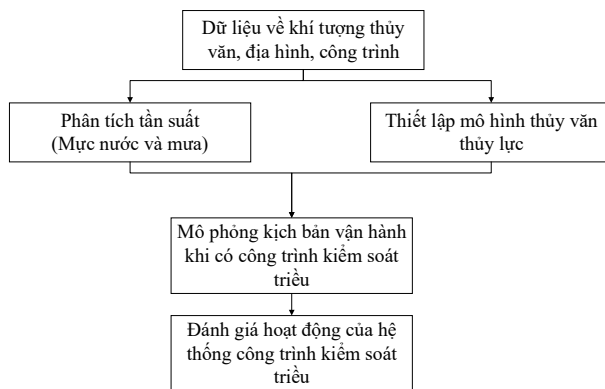 Dữ liệu về khí tượng thủy
văn, địa hình, công trình
Phân tích tần suất
(Mực nước và mưa)
Thiết lập mô hình thủy văn
thủy lực
Mô phỏng kịch bản vận hành
khi có công trình kiểm soát
triều
Đánh giá hoạt động của hệ
thống công trình kiểm soát
triều